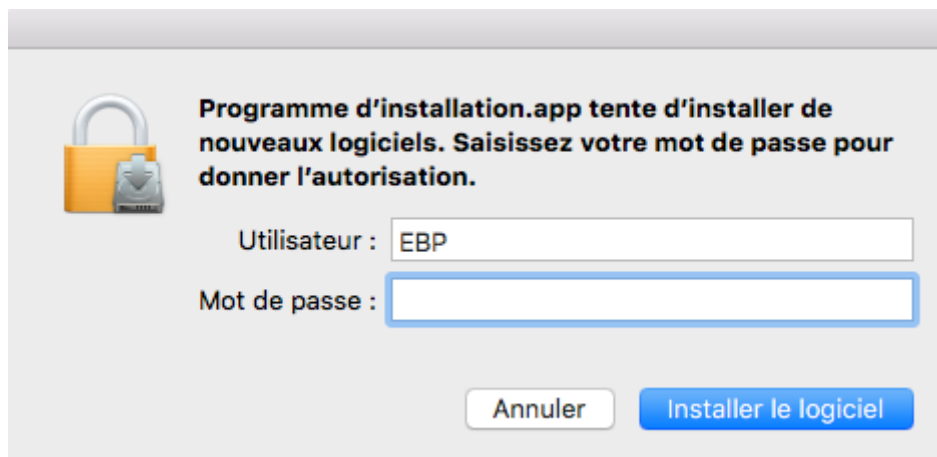 Programme d’installation.app tente d’installer de
nouveaux logiciels. Saisissez votre mot de passe pour
donner l’autorisation.
Utilisateur : EBP
Mot de passe :
Annuler Installer le logiciel